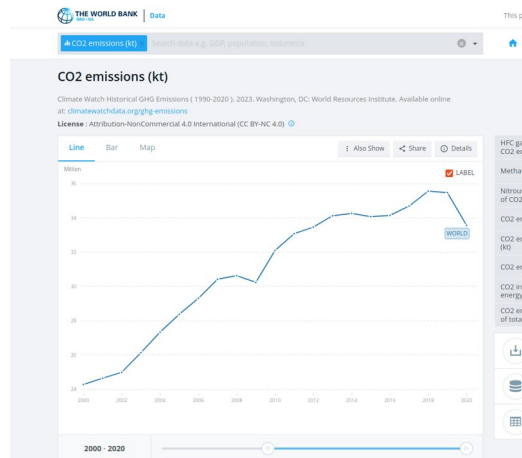 THE WORLD BANK
IBRD • IDA
Data
This p
CO2 emissions (kt)
Search data e.g. GDP, population, Indonesia
CO2 emissions (kt)
Climate Watch Historical GHG Emissions ( 1990-2020 ). 2023. Washington, DC: World Resources Institute. Available online
at: climatewatchdata.org/ghg-emissions
License : Attribution-NonCommercial 4.0 International (CC BY-NC 4.0)
Line
Bar
Map
Also Show
Share
Details
LABEL
Million
36
34
32
30
28
26
24
WORLD
2000
2002
2004
2006
2008
2010
2012
2014
2016
2018
2020
2000 - 2020
HFC ga
CO2 e
Metha
Nitrou
of CO2
CO2 e
CO2 e
(kt)
CO2 e
CO2 in
energy
CO2 e
of tota